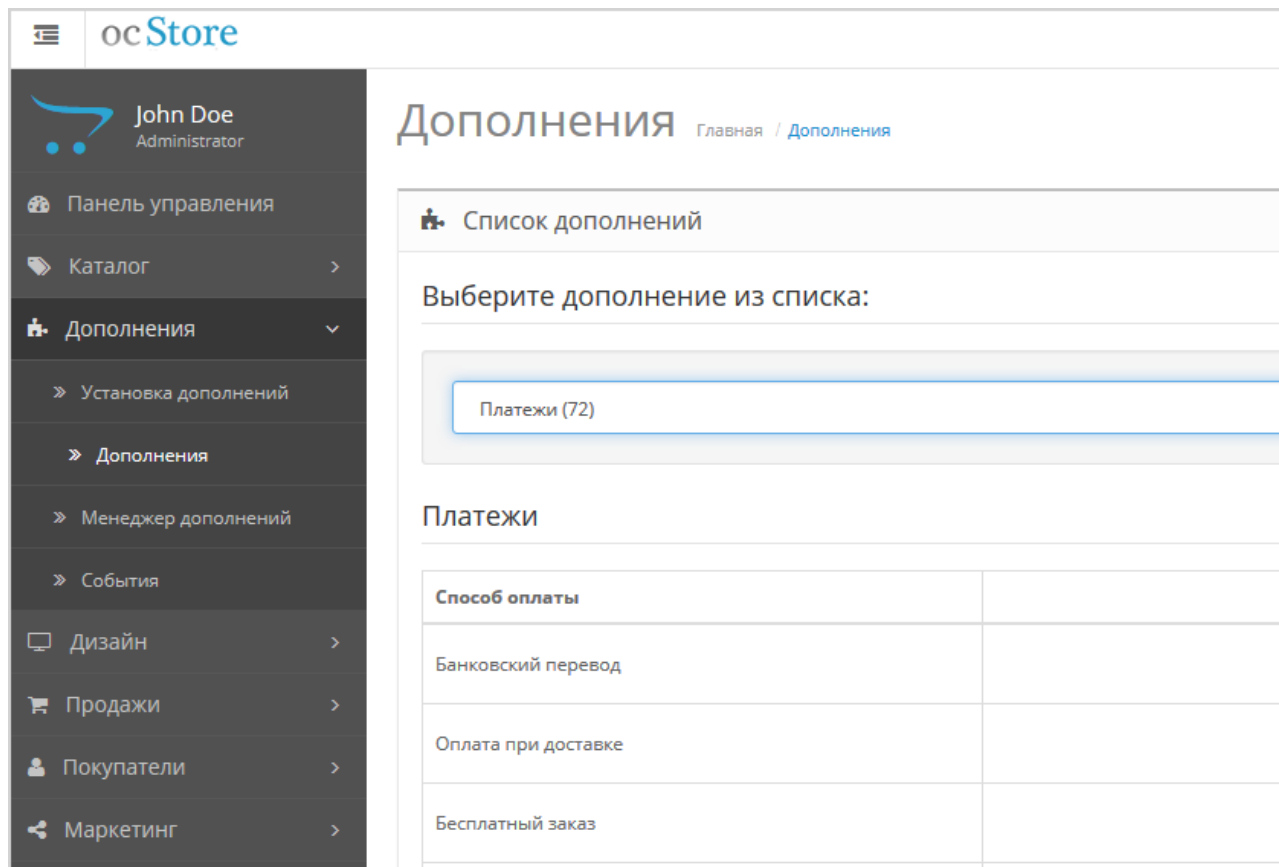 ocStore
John Doe
Administrator
Панель управления
Каталог
Дополнения
Установка дополнений
Дополнения
Менеджер дополнений
События
Дизайн
Продажи
Покупатели
Маркетинг
Дополнения Главная / Дополнения
Список дополнений
Выберите дополнение из списка:
Платежи (72)
Платежи
Способ оплаты
Банковский перевод
Оплата при доставке
Бесплатный заказ